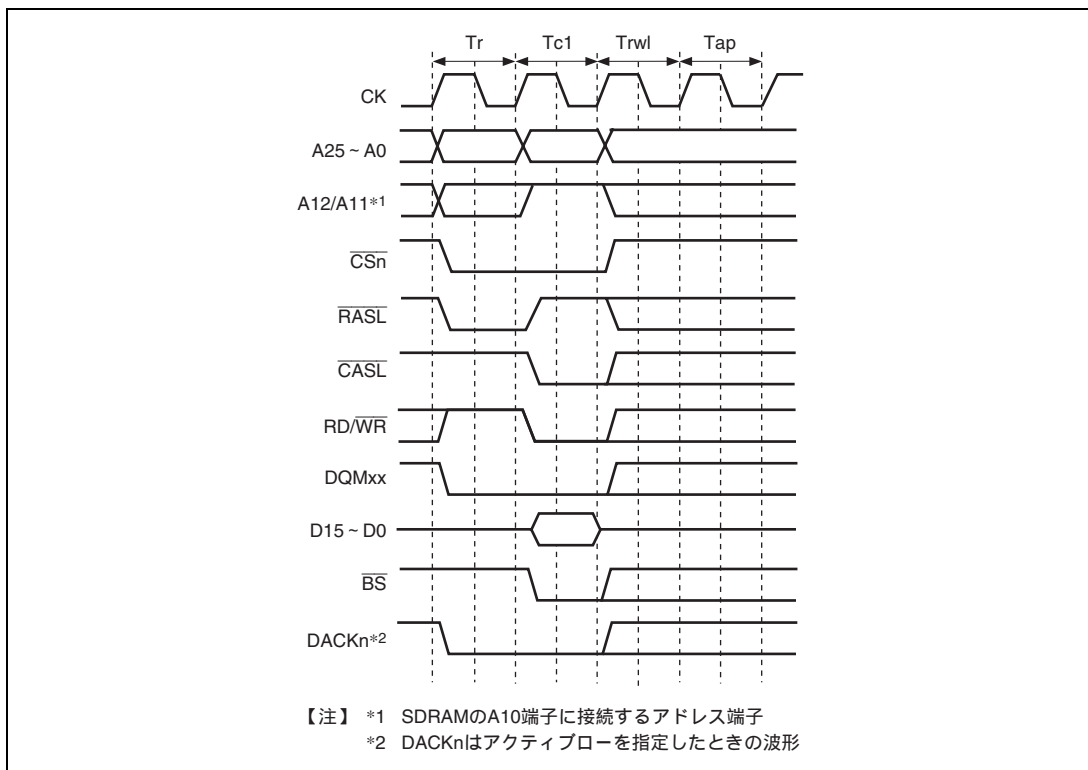 Tr Tc1 Trwl Tap
CK
A25 ~ A0
A12/A11*1
CSn
RASL
CASL
RD/WR
DQMxx
D15 ~ D0
BS
DACKn*2
【注】 *1 SDRAMのA10端子に接続するアドレス端子
*2 DACKnはアクティブローを指定したときの波形